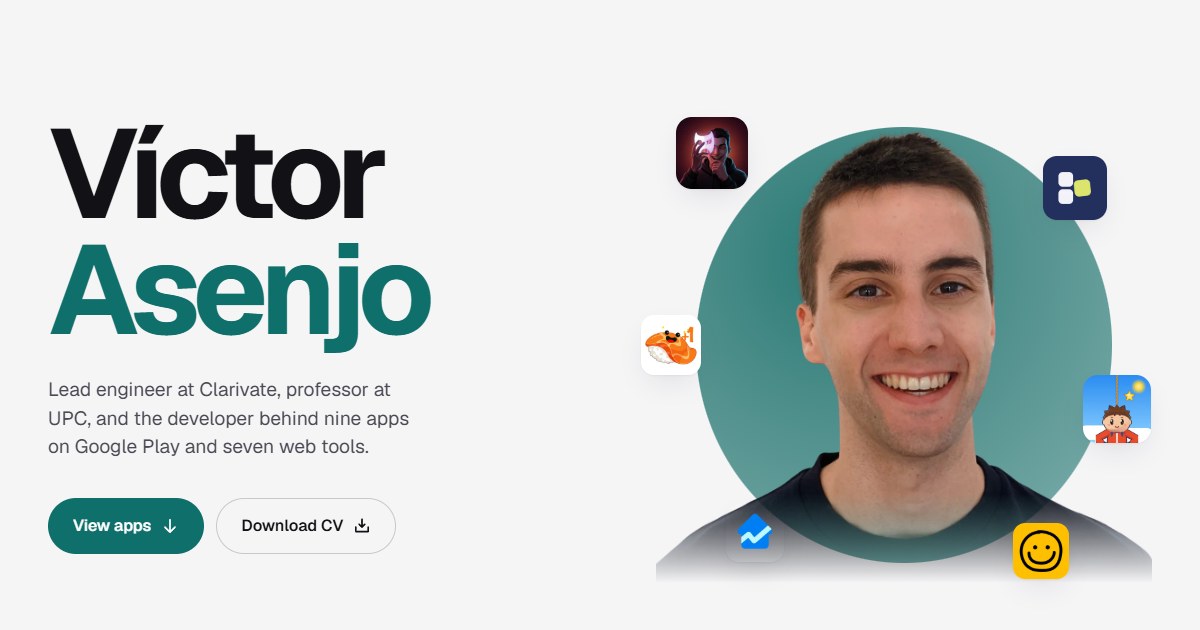 Víctor
Asenjo
Lead engineer at Clarivate, professor at
UPC, and the developer behind nine apps
on Google Play and seven web tools.
View apps
Download CV